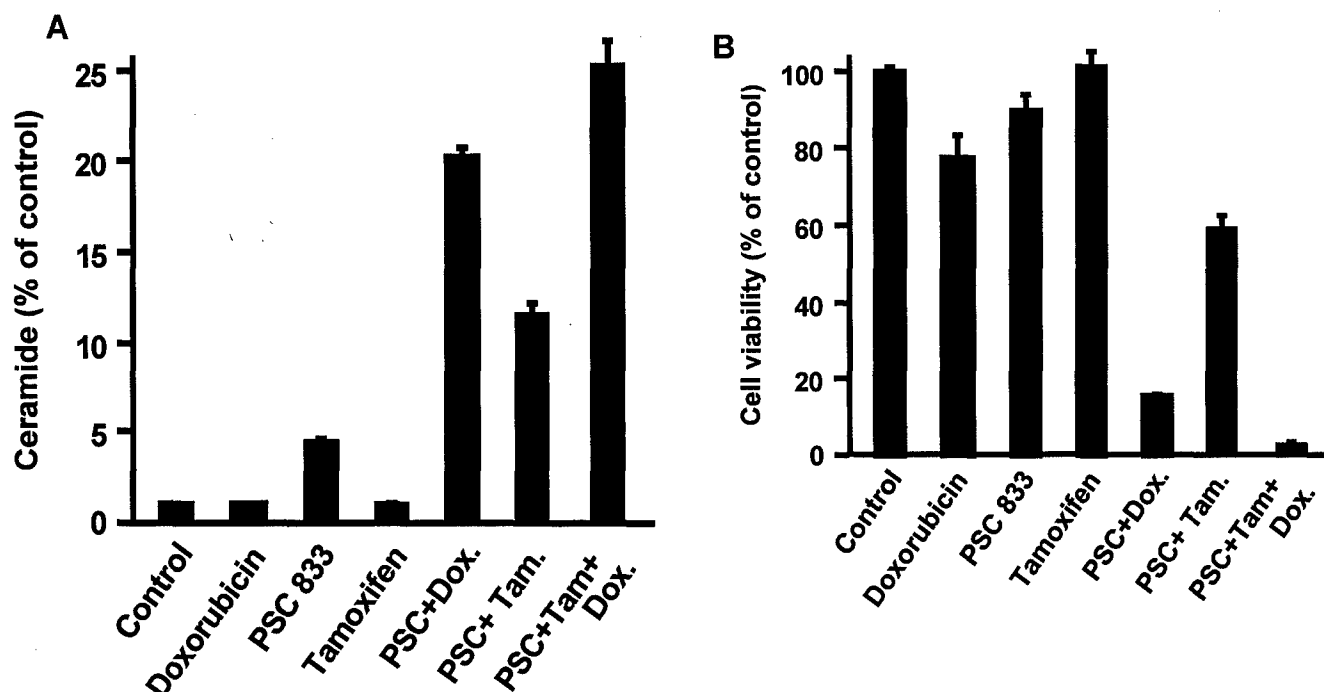 A
Ceramide (% of control)
25
20
15
10
5
0
Control
Doxorubicin
PSC 833
Tamoxifen
PSC+Dox.
PSC+ Tam.
PSC+Tam+
Dox.
B
Cell viability (% of control)
100
80
60
40
20
0
Control
Doxorubicin
PSC 833
Tamoxifen
PSC+Dox.
PSC+ Tam.
PSC+Tam+
Dox.